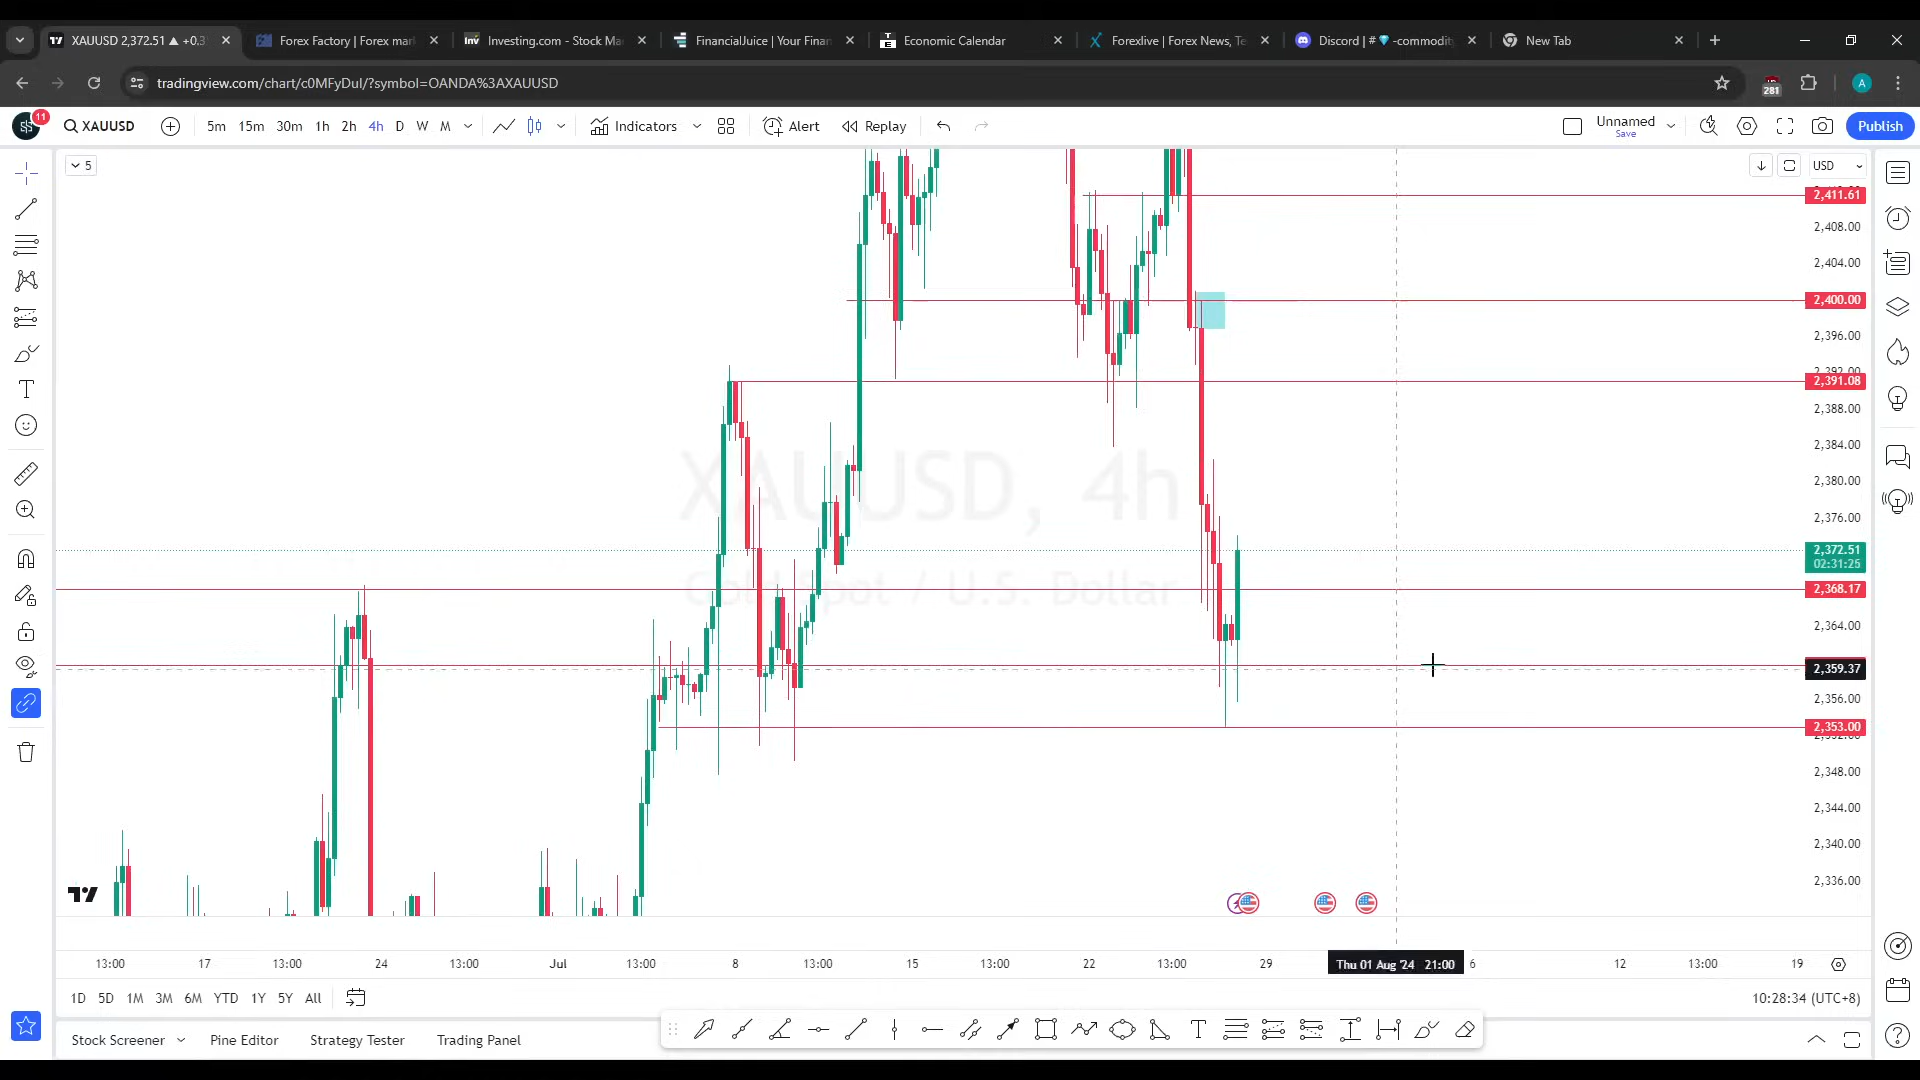 XAUUSD 2,372.51 ▲ +0.3
Forex Factory | Forex mar
Investing.com - Stock Ma
FinancialJuice | Your Finan
Economic Calendar
Forexlive | Forex News, Te
Discord | # 💎 -commodit
New Tab
tradingview.com/chart/c0MFyDul/?symbol=OANDA%3AXAUUSD
281
A
11
XAUUSD
5m 15m 30m 1h 2h 4h D W M
Indicators
Alert
Replay
Unnamed
Save
Publish
5
USD
2,411.61
2,408.00
2,404.00
2,400.00
2,396.00
2,391.08
2,388.00
2,384.00
2,380.00
2,376.00
2,372.51
02:31:25
2,368.17
2,364.00
2,359.37
2,356.00
2,353.00
2,348.00
2,344.00
2,340.00
2,336.00
XAUUSD, 4h
Gold Spot / U.S. Dollar
13:00 17 13:00 24 13:00 Jul 13:00 8 13:00 15 13:00 22 13:00 29 Thu 01 Aug '24 21:00 6 12 13:00 19
1D 5D 1M 3M 6M YTD 1Y 5Y All
10:28:34 (UTC+8)
Stock Screener
Pine Editor
Strategy Tester
Trading Panel